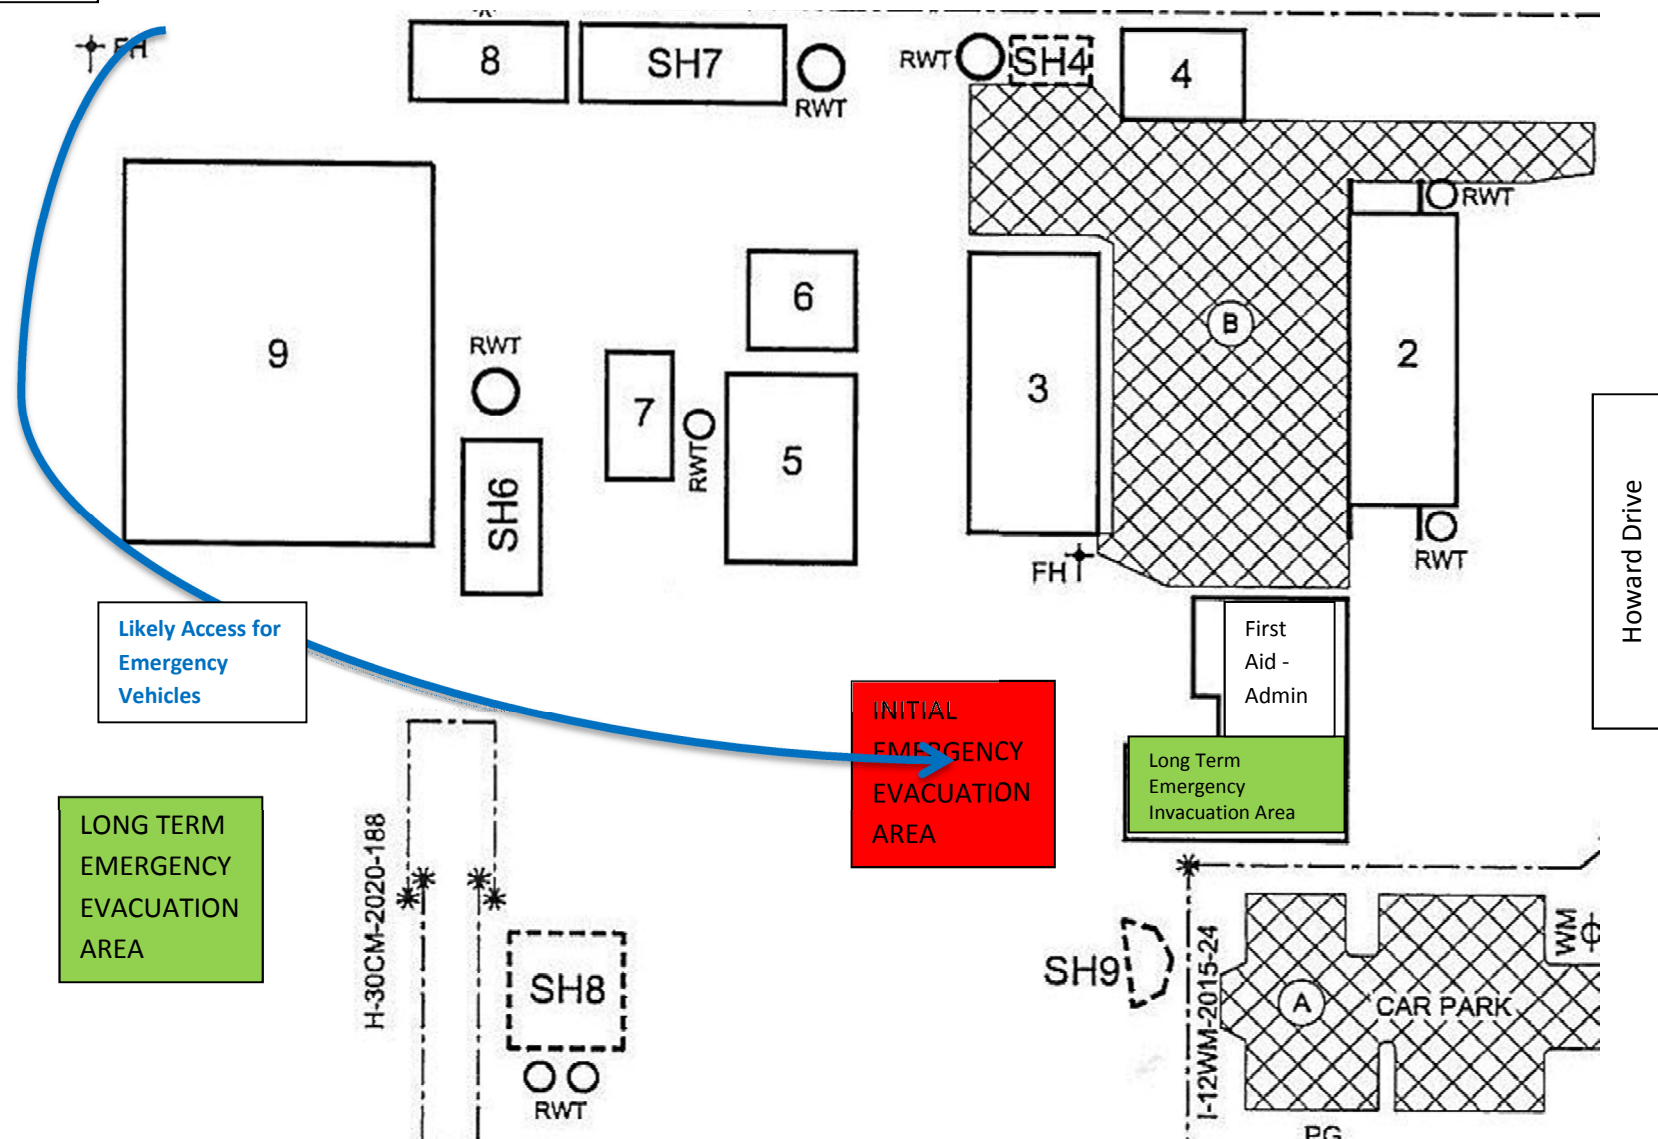 FH
8
SH7
RWT
RWT
SH4
4
RWT
9
6
B
2
3
RWT
7
RWT
5
SH6
FH
RWT
Howard Drive
Likely Access for
Emergency
Vehicles
First
Aid -
Admin
INITIAL
EMERGENCY
EVACUATION
AREA
Long Term
Emergency
Invacuation Area
LONG TERM
EMERGENCY
EVACUATION
AREA
H-30CM-2020-188
SH8
RWT
SH9
I-12WM-2015-24
A
CAR PARK
WM
PG